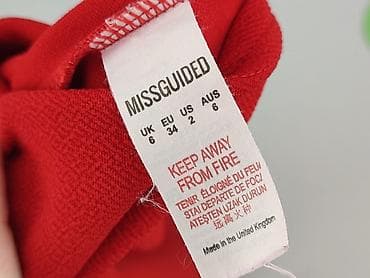 MISSGUIDED
UK EU US AUS
6 34 2 6
KEEP AWAY
FROM FIRE
TENIR ÉLOIGNÉ DU FEU
STAI DEPARTE DE FOC
ATEŞTEN UZAK DURUN
远离火种
Made in the United Kingdom